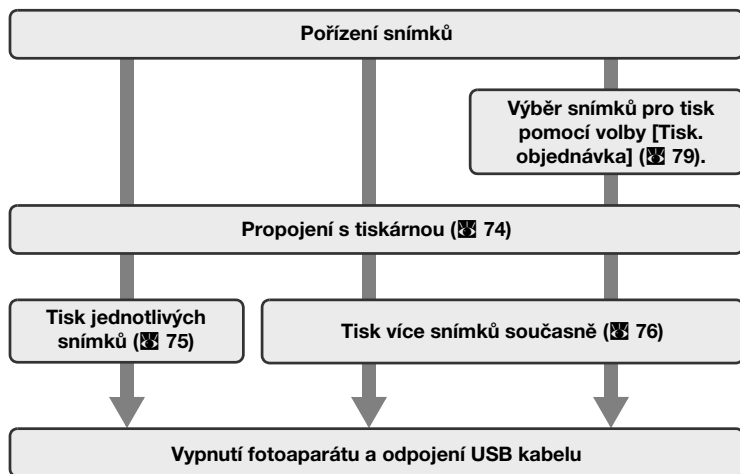 Pořízení snímků
Výběr snímků pro tisk
pomocí volby [Tisk.
objednávka] (79).
Propojení s tiskárnou (74)
Tisk jednotlivých
snímků (75)
Tisk více snímků současně (76)
Vypnutí fotoaparátu a odpojení USB kabelu